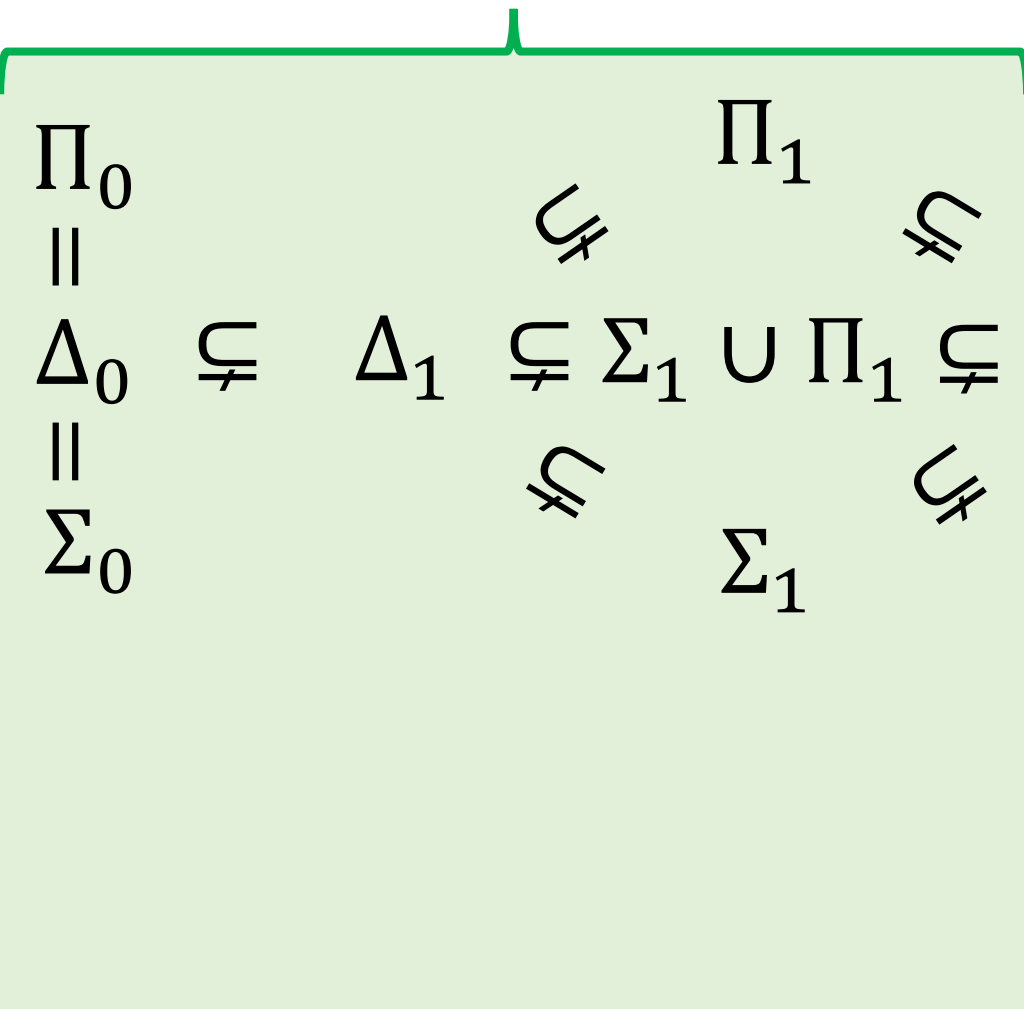 Π₁
Π₀
⊊ ⊊
||
Δ₀ ⊊ Δ₁ ⊊ Σ₁ ∪ Π₁ ⊊
||
⊊ ⊊
Σ₀ Σ₁